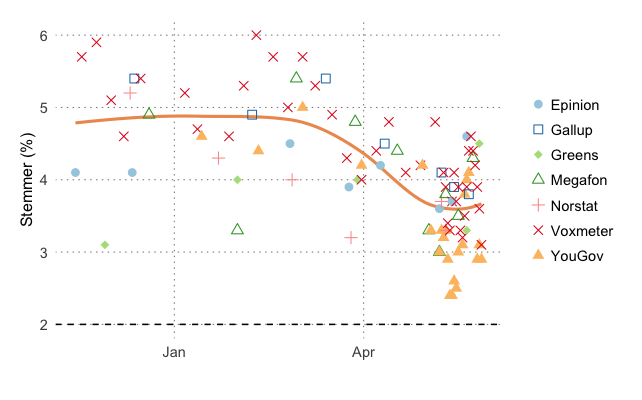 Stemmer (%)
6
5
4
3
2
Jan
Apr
Epinion
Gallup
Greens
Megafon
Norstat
Voxmeter
YouGov